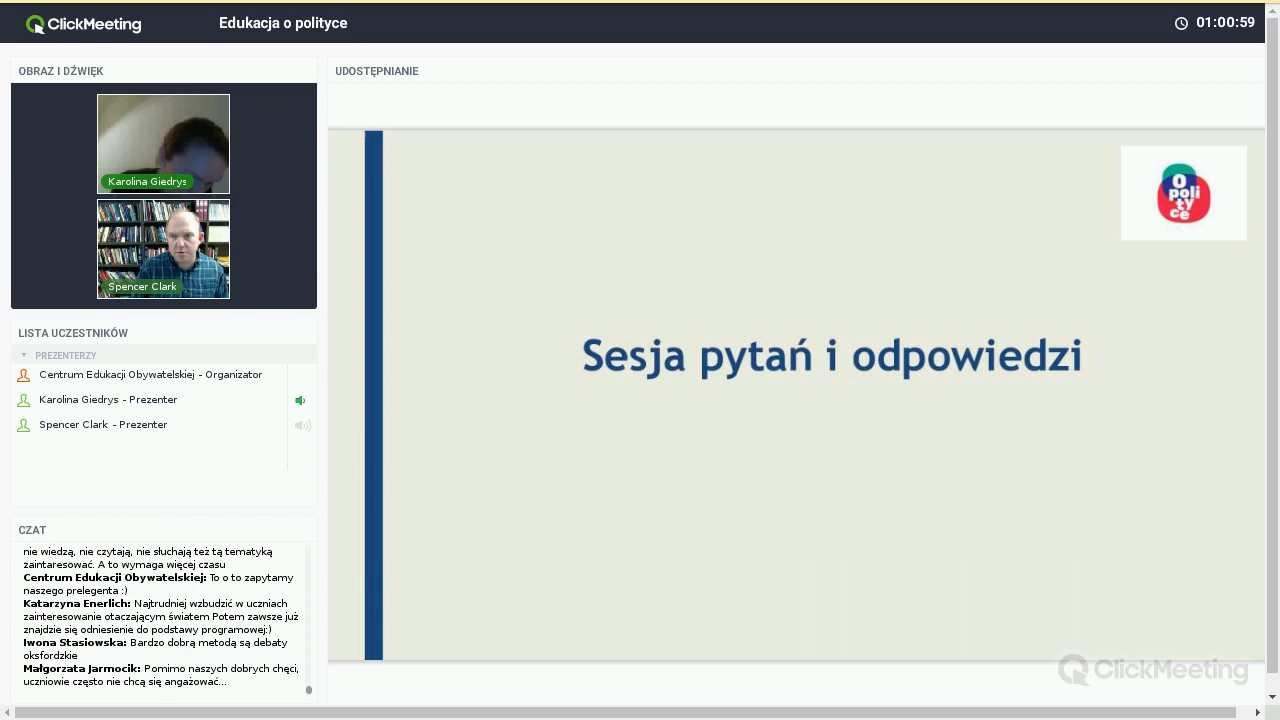 ClickMeeting
Edukacja o polityce
01:00:59
OBRAZ I DŹWIĘK
UDOSTĘPNIANIE
Karolina Giedrys
Spencer Clark
LISTA UCZESTNIKÓW
PREZENTERZY
Centrum Edukacji Obywatelskiej - Organizator
Karolina Giedrys - Prezenter
Spencer Clark - Prezenter
CZAT
nie wiedzą, nie czytają, nie słuchają też tą tematyką
zaintaresować. A to wymaga więcej czasu
Centrum Edukacji Obywatelskiej: To o to zapytamy
naszego prelegenta :)
Katarzyna Enerlich: Najtrudniej wzbudzić w uczniach
zainteresowanie otaczającym światem Potem zawsze już
znajdzie się odniesienie do podstawy programowej:)
Iwona Stasiowska: Bardzo dobrą metodą są debaty
oksfordzkie
Małgorzata Jarmocik: Pomimo naszych dobrych chęci,
uczniowie często nie chcą się angażować...
O
poli
ty
ce
Sesja pytań i odpowiedzi
ClickMeeting